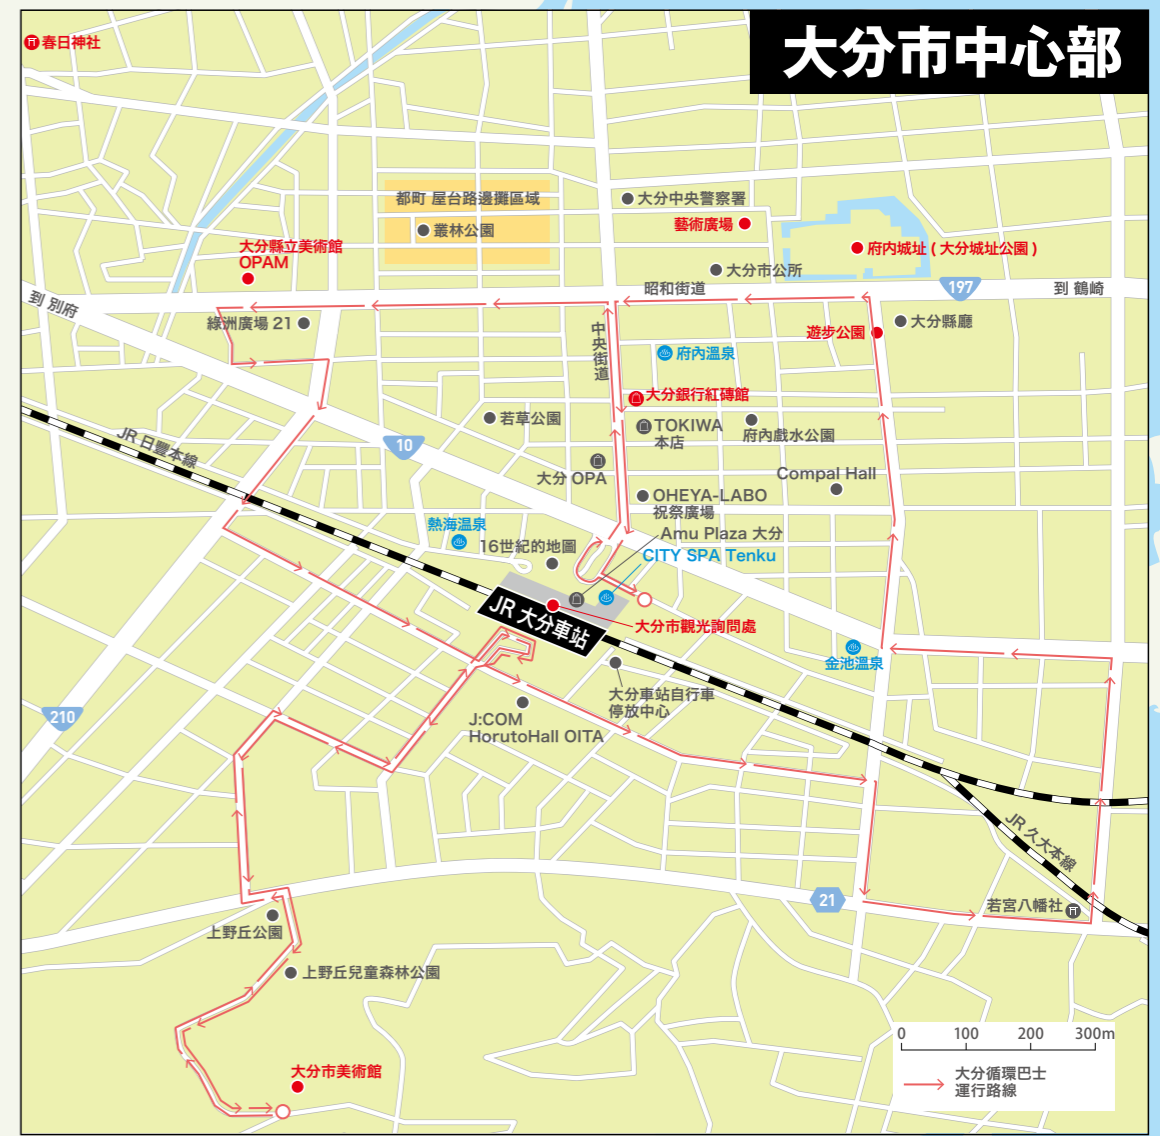 大分市中心部
春日神社
都町 屋台路邊攤區域
叢林公園
大分中央警察署
藝術廣場
大分縣立美術館
OPAM
府内城址 ( 大分城址公園 )
大分市公所
昭和街道
197
到 鶴崎
到 別府
綠洲廣場 21
中央街道
遊步公園
大分縣廳
府內溫泉
大分銀行紅磚館
若草公園
TOKIWA
本店
府內戲水公園
JR 日豐本線
10
大分 OPA
Compal Hall
OHEYA-LABO
祝祭廣場
熱海溫泉
Amu Plaza 大分
16世紀的地圖
CITY SPA Tenku
JR 大分車站
大分市觀光詢問處
金池溫泉
大分車站自行車
停放中心
210
J:COM
HorutoHall OITA
JR 久大本線
21
若宮八幡社
上野丘公園
上野丘兒童森林公園
大分市美術館
0 100 200 300m
大分循環巴士
運行路線